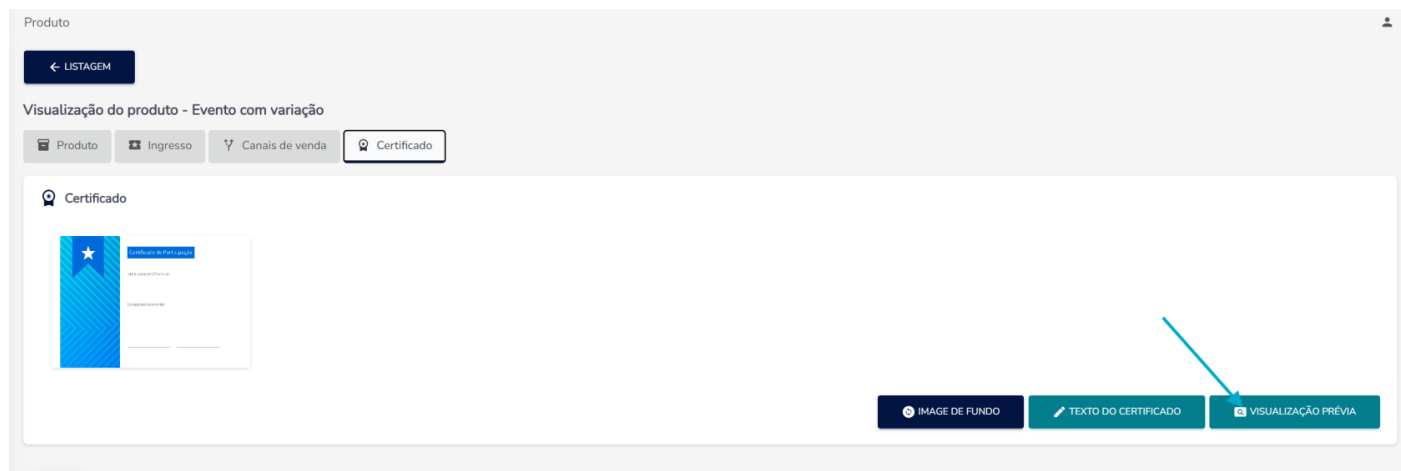 Produto
LISTAGEM
Visualização do produto - Evento com variação
Produto Ingresso Canais de venda Certificado
Certificado
Certificado de Participação
IMAGE DE FUNDO TEXTO DO CERTIFICADO VISUALIZAÇÃO PRÉVIA